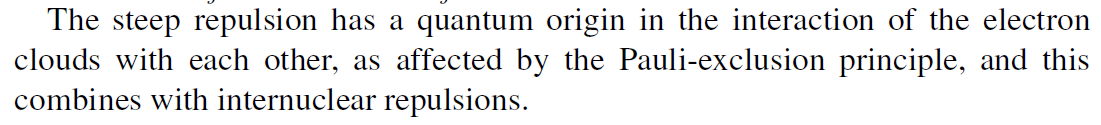 The steep repulsion has a quantum origin in the interaction of the electron
clouds with each other, as affected by the Pauli-exclusion principle, and this
combines with internuclear repulsions.